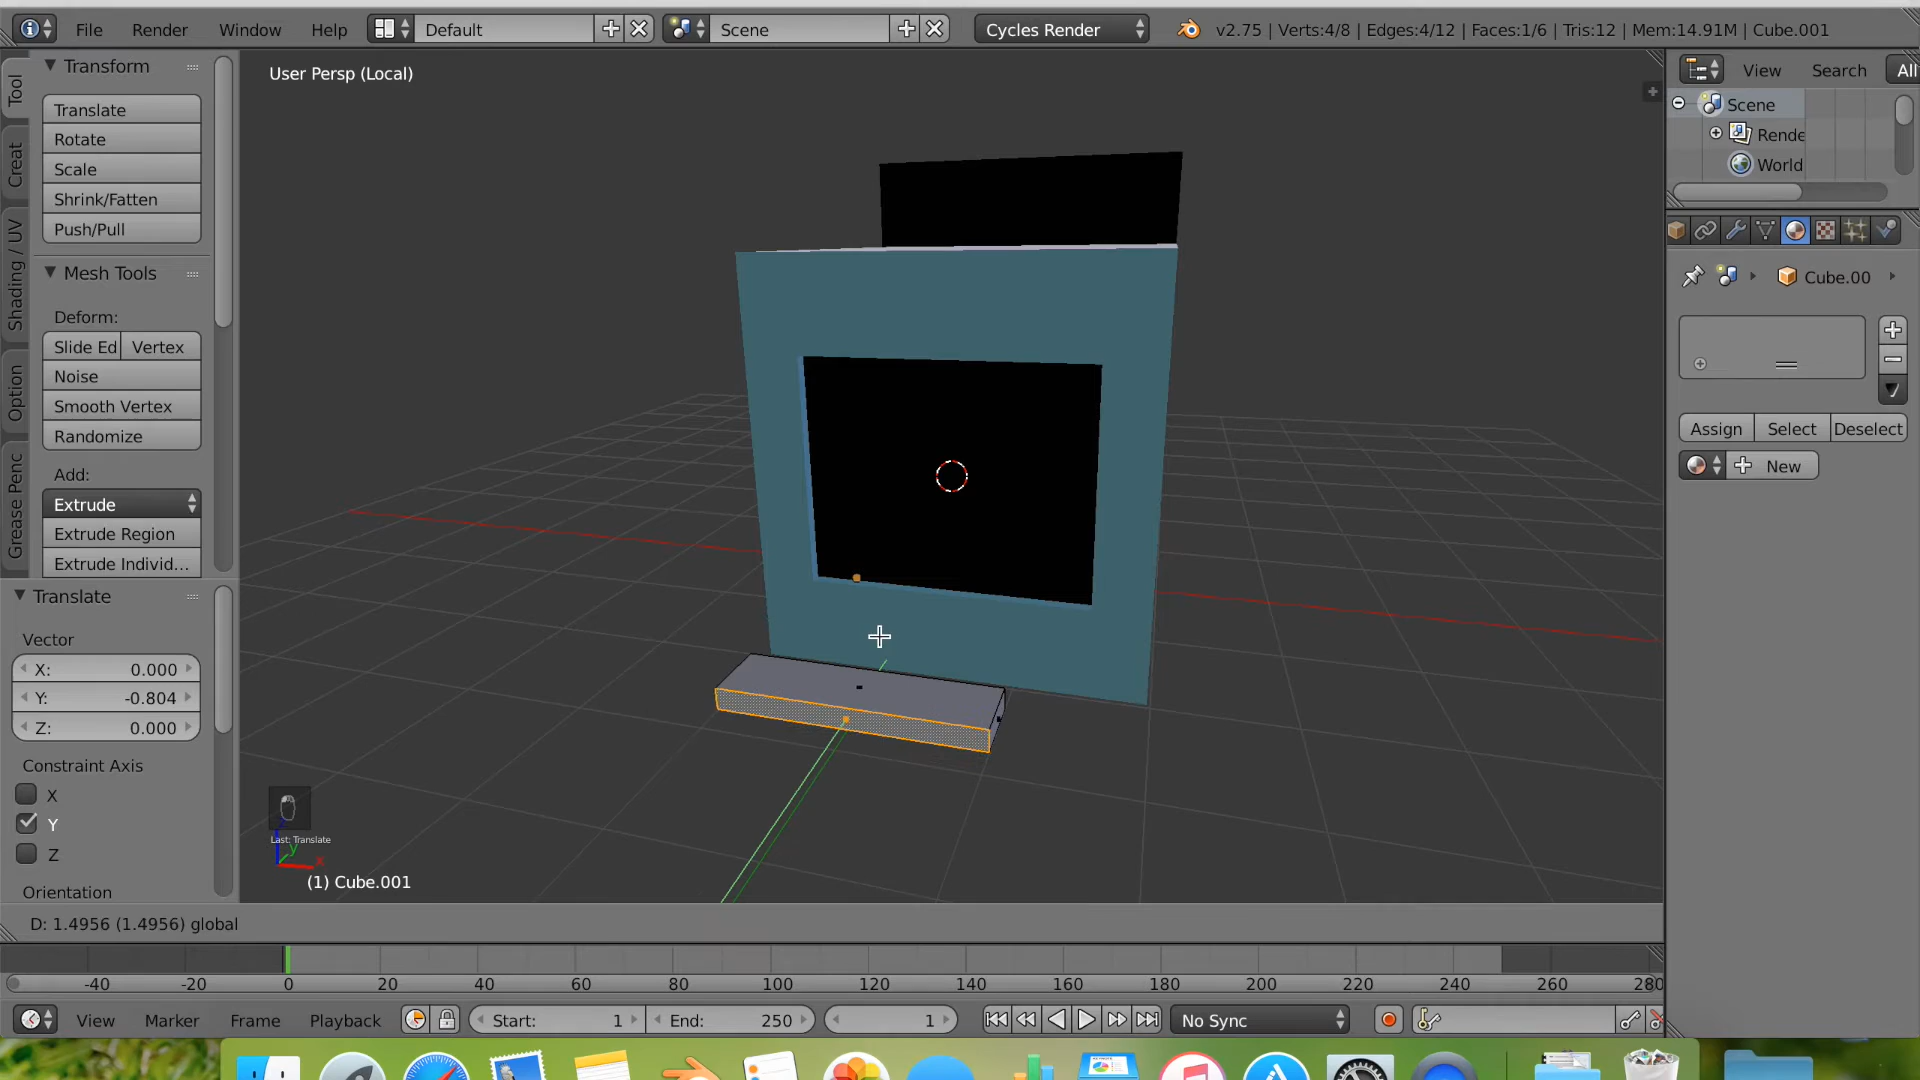 File Render Window Help Default Scene Cycles Render v2.75 | Verts:4/8 | Edges:4/12 | Faces:1/6 | Tris:12 | Mem:14.91M | Cube.001
Tool
Creat
Shading / UV
Option
Grease Penc
Transform
Translate
Rotate
Scale
Shrink/Fatten
Push/Pull
Mesh Tools
Deform:
Slide Ed Vertex
Noise
Smooth Vertex
Randomize
Add:
Extrude
Extrude Region
Extrude Individ...
Translate
Vector
X: 0.000
Y: -0.804
Z: 0.000
Constraint Axis
X
Y
Z
Orientation
User Persp (Local)
Last: Translate
z
y
x
(1) Cube.001
D: 1.4956 (1.4956) global
View Search All
Scene
Rende
World
Cube.00
Assign Select Deselect
New
-40 -20 0 20 40 60 80 100 120 140 160 180 200 220 240 260 280
View Marker Frame Playback Start: 1 End: 250 1 No Sync